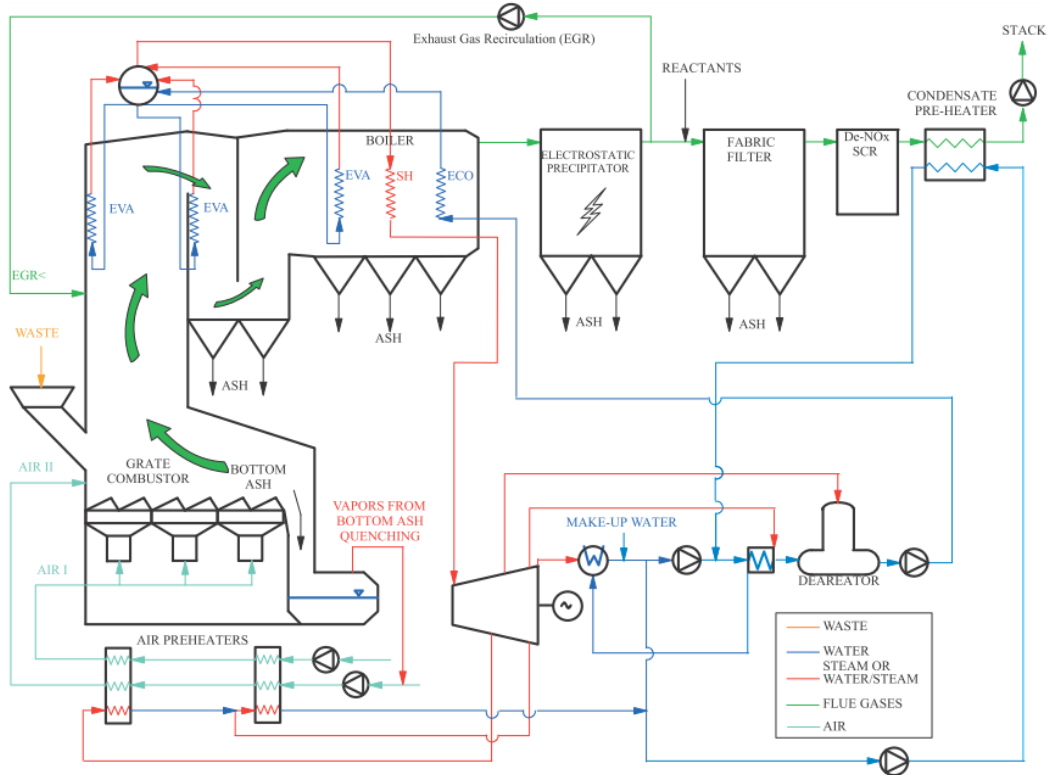 STACK
Exhaust Gas Recirculation (EGR)
REACTANTS
CONDENSATE
PRE-HEATER
BOILER
ELECTROSTATIC
PRECIPITATOR
FABRIC
FILTER
De-NOx
SCR
EVA
EVA
EVA
SH
ECO
EGR<
WASTE
ASH
ASH
ASH
ASH
GRATE
COMBUSTOR
BOTTOM
ASH
AIR II
VAPORS FROM
BOTTOM ASH
QUENCHING
MAKE-UP WATER
W
AIR I
DEAREATOR
~
AIR PREHEATERS
WASTE
WATER
STEAM OR
WATER/STEAM
FLUE GASES
AIR